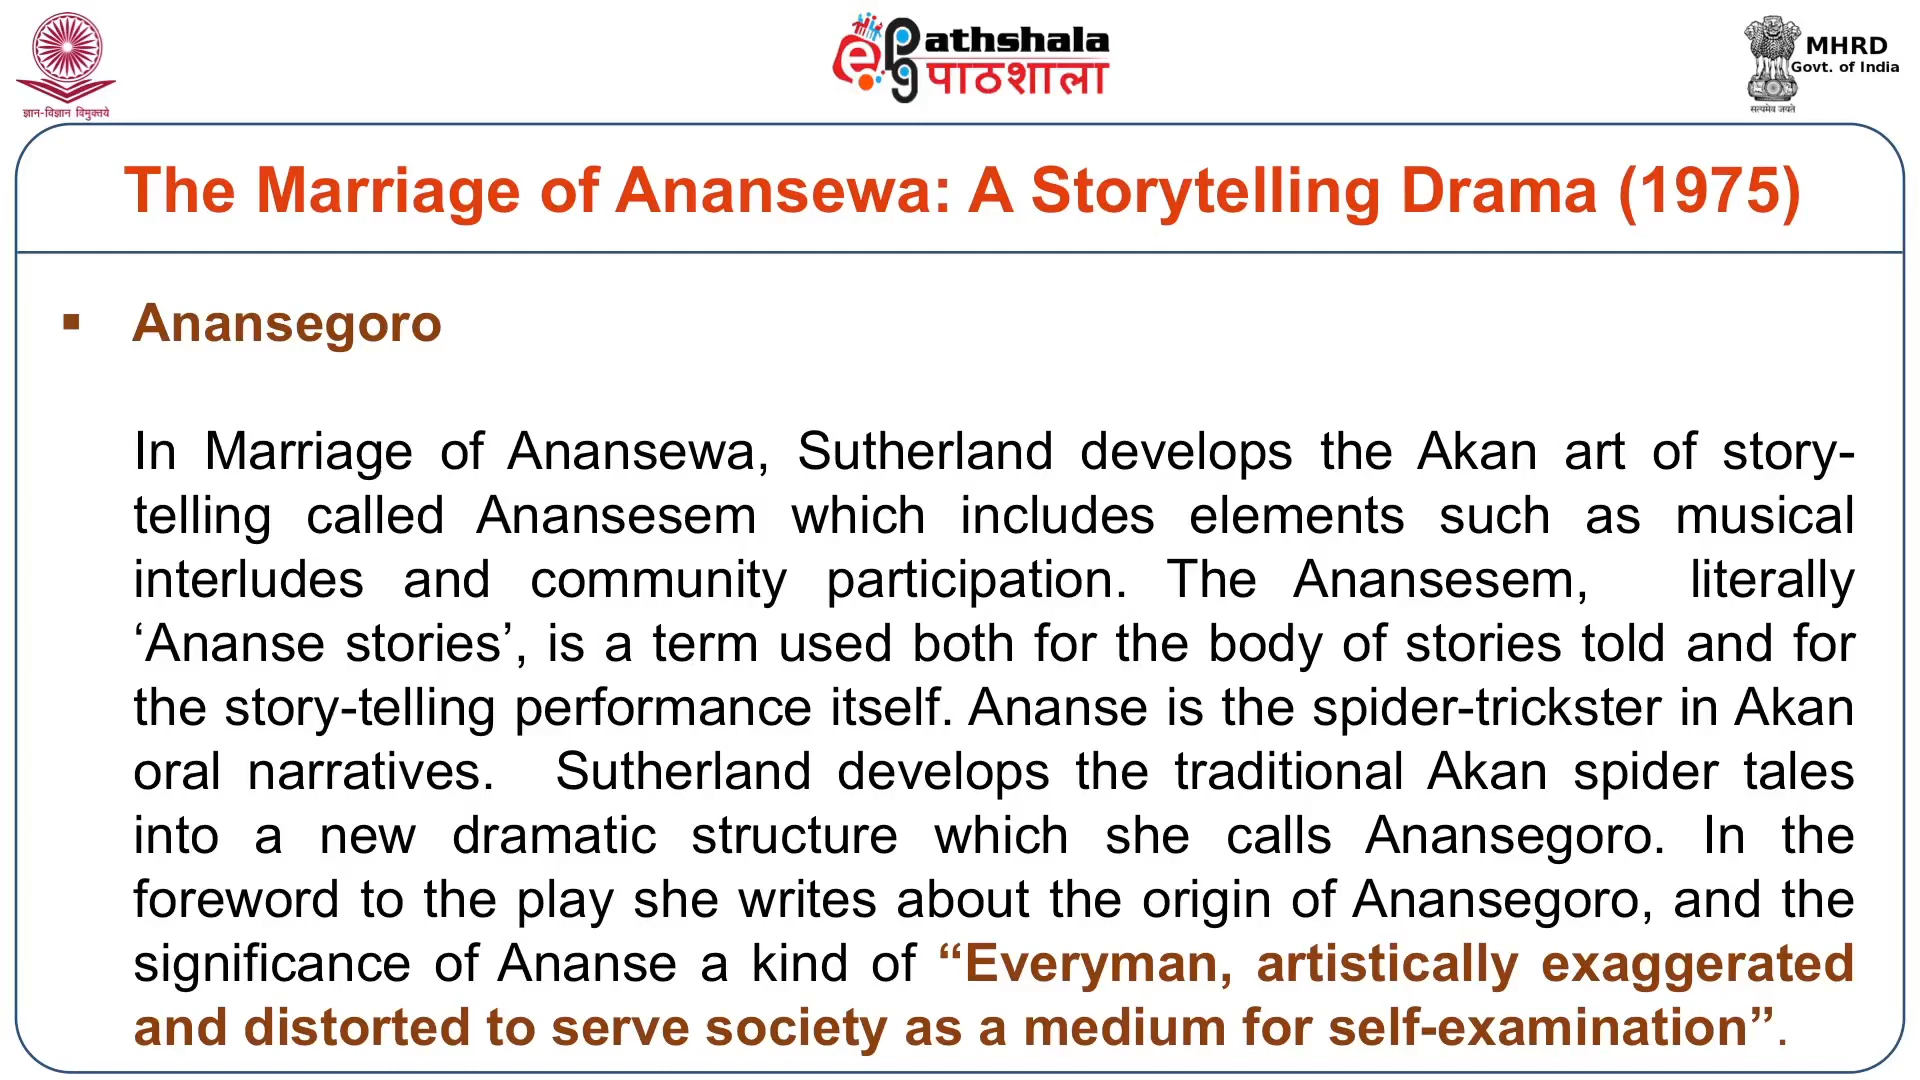 ज्ञान-विज्ञान विमुक्तये
ePG Pathshala
पाठशाला
MHRD
Govt. of India
सत्यमेव जयते
The Marriage of Anansewa: A Storytelling Drama (1975)
▪ Anansegoro
In Marriage of Anansewa, Sutherland develops the Akan art of story-
telling called Anansesem which includes elements such as musical
interludes and community participation. The Anansesem, literally
‘Ananse stories’, is a term used both for the body of stories told and for
the story-telling performance itself. Ananse is the spider-trickster in Akan
oral narratives. Sutherland develops the traditional Akan spider tales
into a new dramatic structure which she calls Anansegoro. In the
foreword to the play she writes about the origin of Anansegoro, and the
significance of Ananse a kind of “Everyman, artistically exaggerated
and distorted to serve society as a medium for self-examination”.